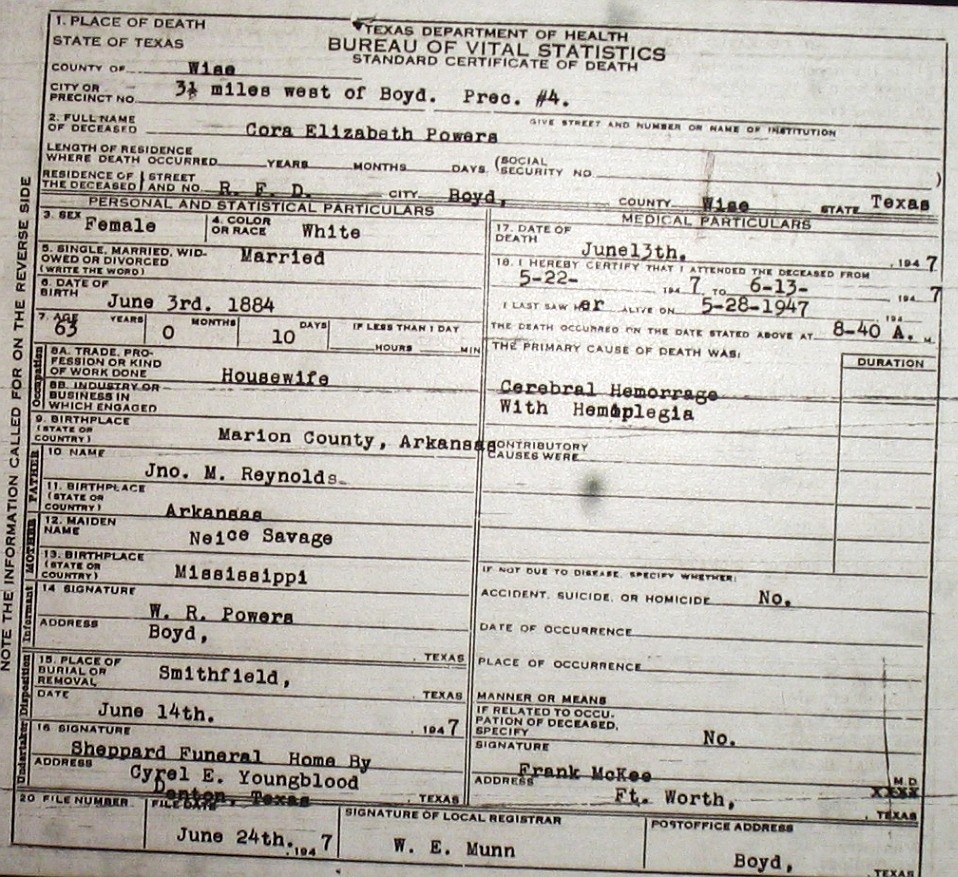 1. PLACE OF DEATH
STATE OF TEXAS
TEXAS DEPARTMENT OF HEALTH
BUREAU OF VITAL STATISTICS
STANDARD CERTIFICATE OF DEATH
COUNTY OF Wise
CITY OR PRECINCT NO. 3½ miles west of Boyd. Prec. #4.
GIVE STREET AND NUMBER OR NAME OF INSTITUTION
2. FULL NAME OF DECEASED Cora Elizabeth Powers
LENGTH OF RESIDENCE WHERE DEATH OCCURRED YEARS MONTHS DAYS. (SOCIAL SECURITY NO )
RESIDENCE OF THE DECEASED STREET AND NO. R. F. D. CITY Boyd, COUNTY Wise STATE Texas
PERSONAL AND STATISTICAL PARTICULARS
3. SEX Female
4. COLOR OR RACE White
5. SINGLE, MARRIED, WIDOWED OR DIVORCED (WRITE THE WORD) Married
6. DATE OF BIRTH June 3rd. 1884
7. AGE 63 YEARS 0 MONTHS 10 DAYS IF LESS THAN 1 DAY HOURS MIN
Occupation
8A. TRADE, PROFESSION OR KIND OF WORK DONE Housewife
8B. INDUSTRY OR BUSINESS IN WHICH ENGAGED
9. BIRTHPLACE (STATE OR COUNTRY) Marion County, Arkansas
FATHER
10 NAME Jno. M. Reynolds.
11. BIRTHPLACE (STATE OR COUNTRY) Arkansas
MOTHER
12. MAIDEN NAME Neice Savage
13. BIRTHPLACE (STATE OR COUNTRY) Mississippi
Informant
14 SIGNATURE W. R. Powers
ADDRESS Boyd, . TEXAS
Disposition
15. PLACE OF BURIAL OR REMOVAL Smithfield, . TEXAS
DATE June 14th. . 1947
Undertaker
16 SIGNATURE Sheppard Funeral Home By
ADDRESS Cyrel E. Youngblood
Denton, Texas . TEXAS
MEDICAL PARTICULARS
17. DATE OF DEATH June13th. . 1947
18. I HEREBY CERTIFY THAT I ATTENDED THE DECEASED FROM
5-22- 1947 TO 6-13- 1947
I LAST SAW Her ALIVE ON 5-28-1947 . 194
THE DEATH OCCURRED ON THE DATE STATED ABOVE AT 8-40 A. M.
THE PRIMARY CAUSE OF DEATH WAS: DURATION
Cerebral Hemorrage
With Hemiplegia
CONTRIBUTORY CAUSES WERE
IF NOT DUE TO DISEASE, SPECIFY WHETHER:
ACCIDENT, SUICIDE, OR HOMICIDE No.
DATE OF OCCURRENCE
PLACE OF OCCURRENCE
MANNER OR MEANS
IF RELATED TO OCCUPATION OF DECEASED, SPECIFY No.
SIGNATURE Frank McKee M.D.
ADDRESS Ft. Worth, XXXX . TEXAS
20 FILE NUMBER
FILE DATE June 24th. . 1947
SIGNATURE OF LOCAL REGISTRAR W. E. Munn
POSTOFFICE ADDRESS Boyd, . TEXAS
NOTE THE INFORMATION CALLED FOR ON THE REVERSE SIDE